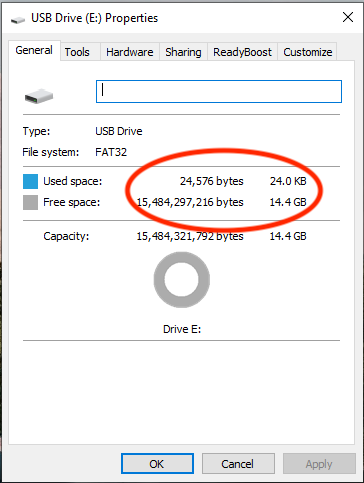 USB Drive (E:) Properties
General Tools Hardware Sharing ReadyBoost Customize
Type: USB Drive
File system: FAT32
Used space: 24,576 bytes 24.0 KB
Free space: 15,484,297,216 bytes 14.4 GB
Capacity: 15,484,321,792 bytes 14.4 GB
Drive E:
OK Cancel Apply